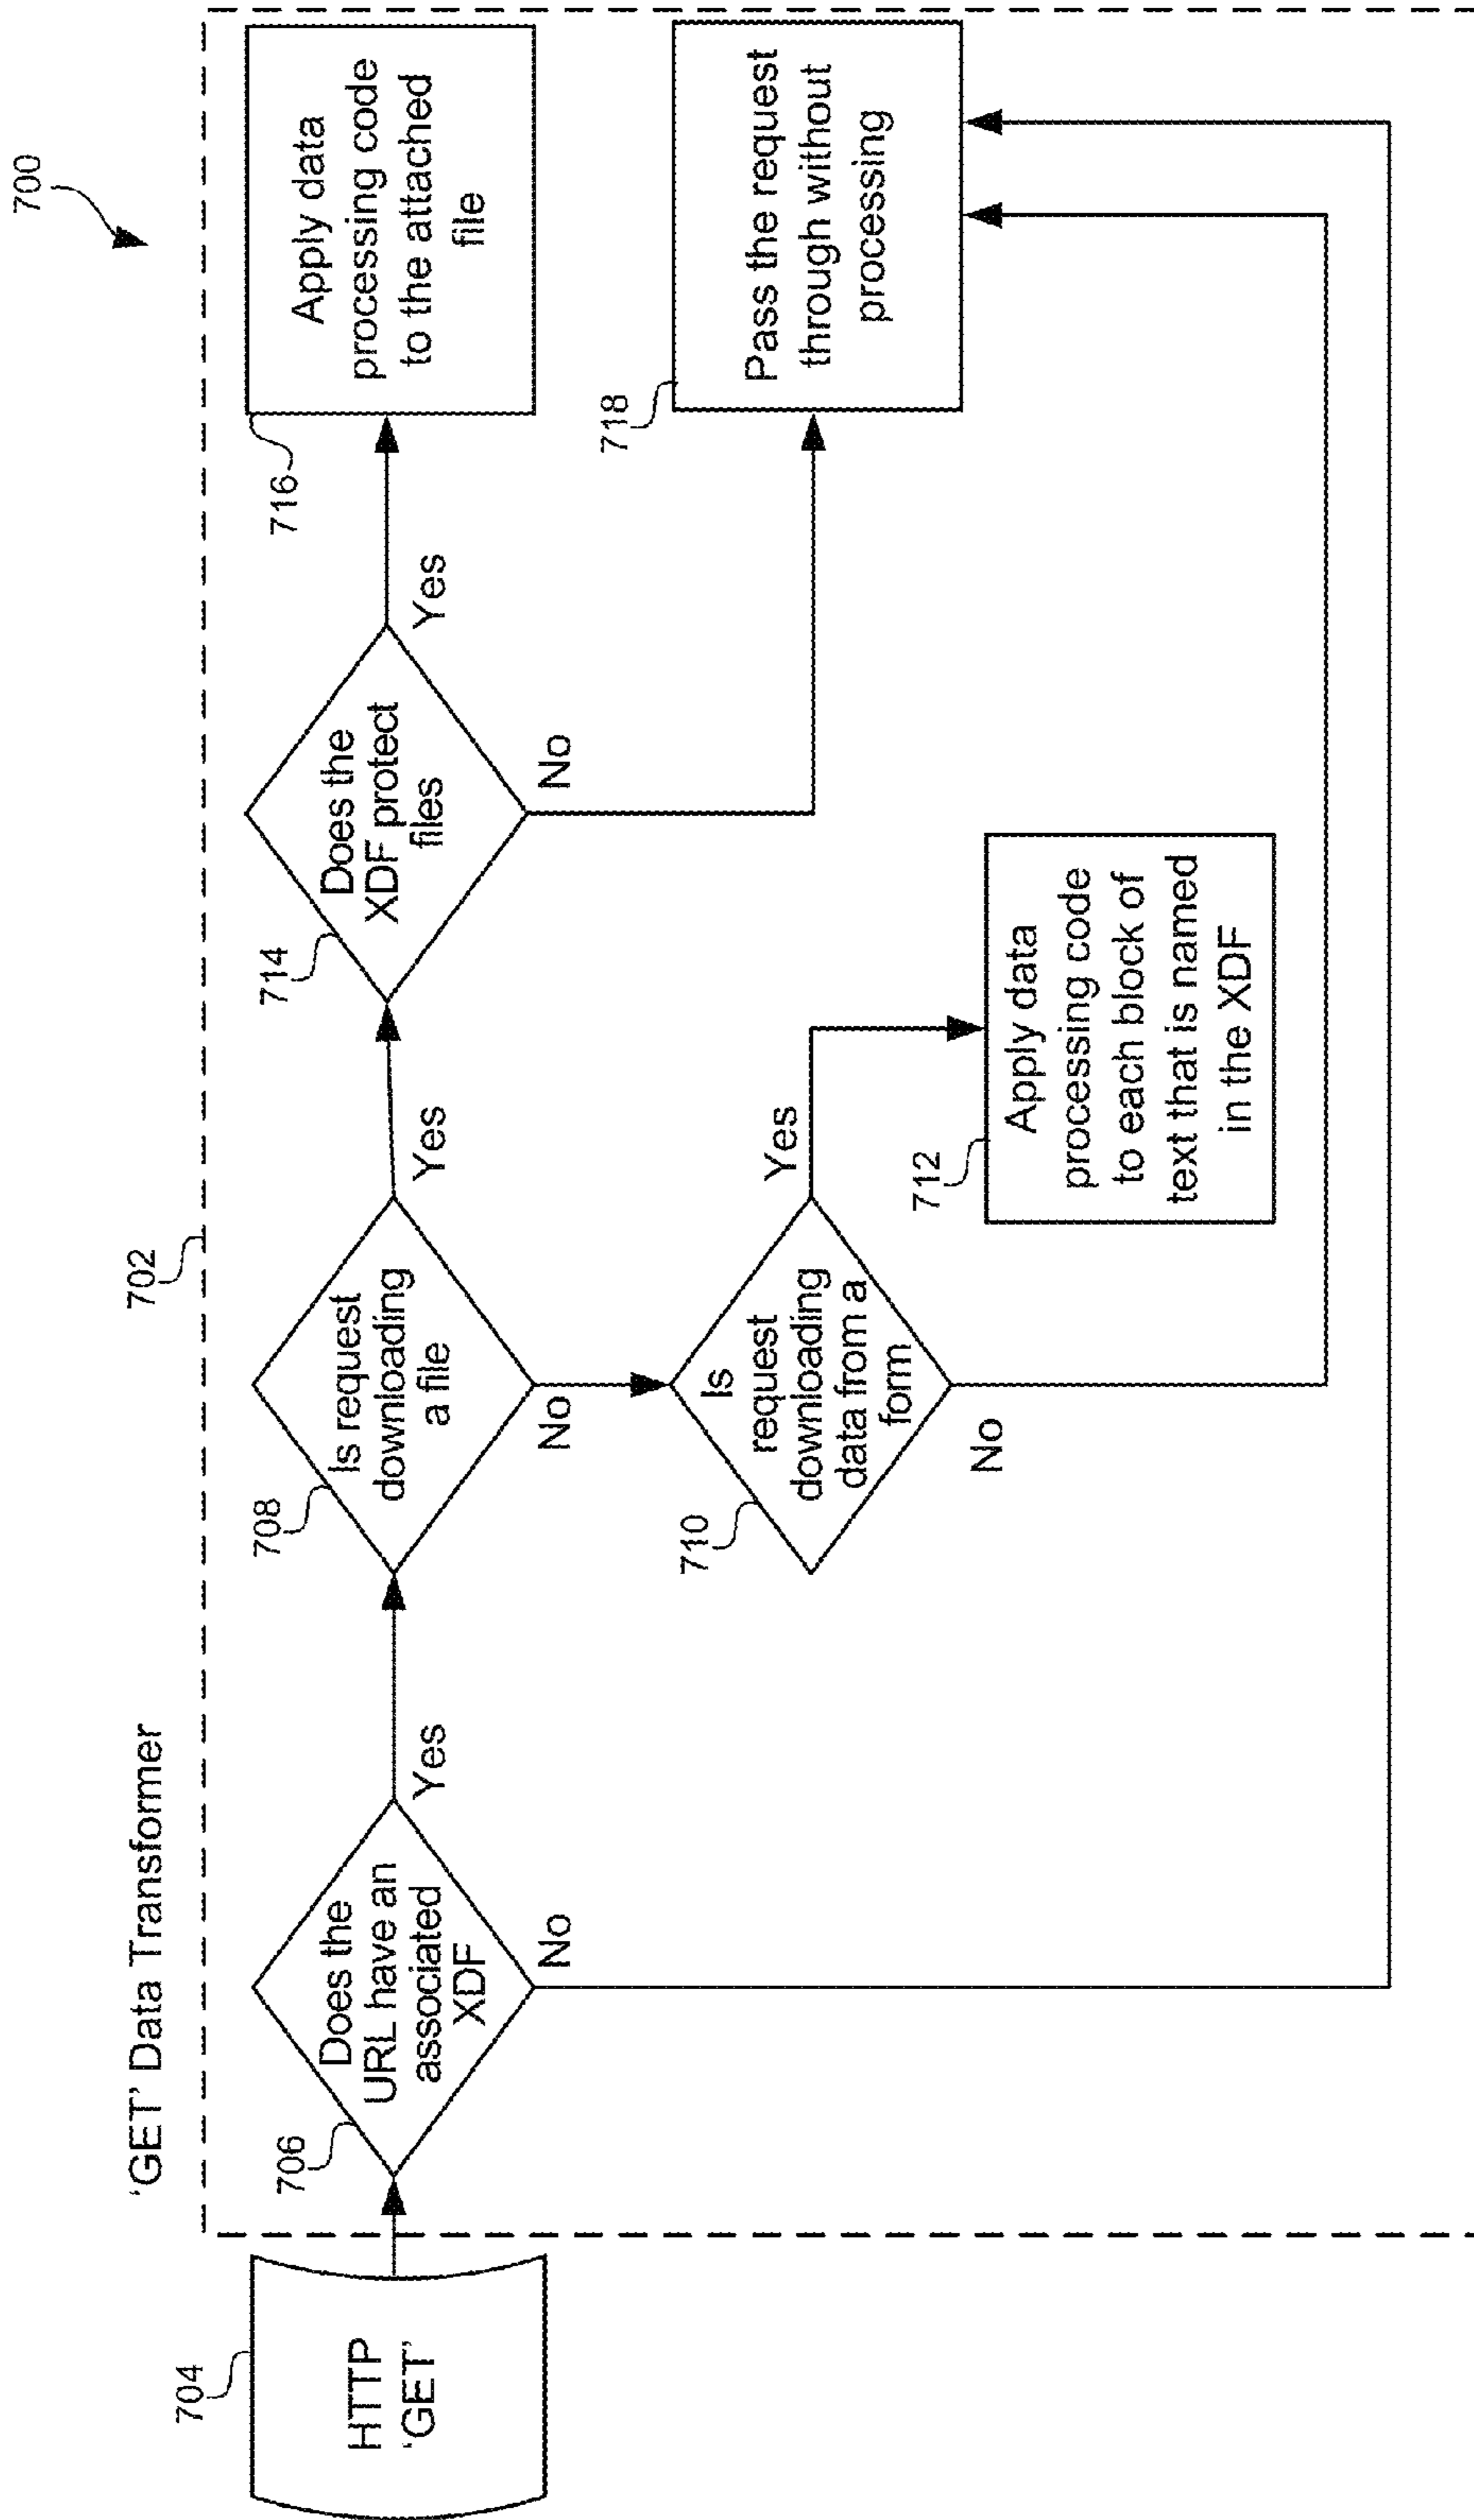 700
'GET' Data Transformer
702
704
HTTP
'GET'
706
Does the
URL have an
associated
XDF
Yes
No
708
Is request
downloading
a file
Yes
No
710
Is
request
downloading
data from a
form
Yes
No
712
Apply data
processing code
to each block of
text that is named
in the XDF
714
Does the
XDF protect
files
Yes
No
716
Apply data
processing code
to the attached
file
718
Pass the request
through without
processing